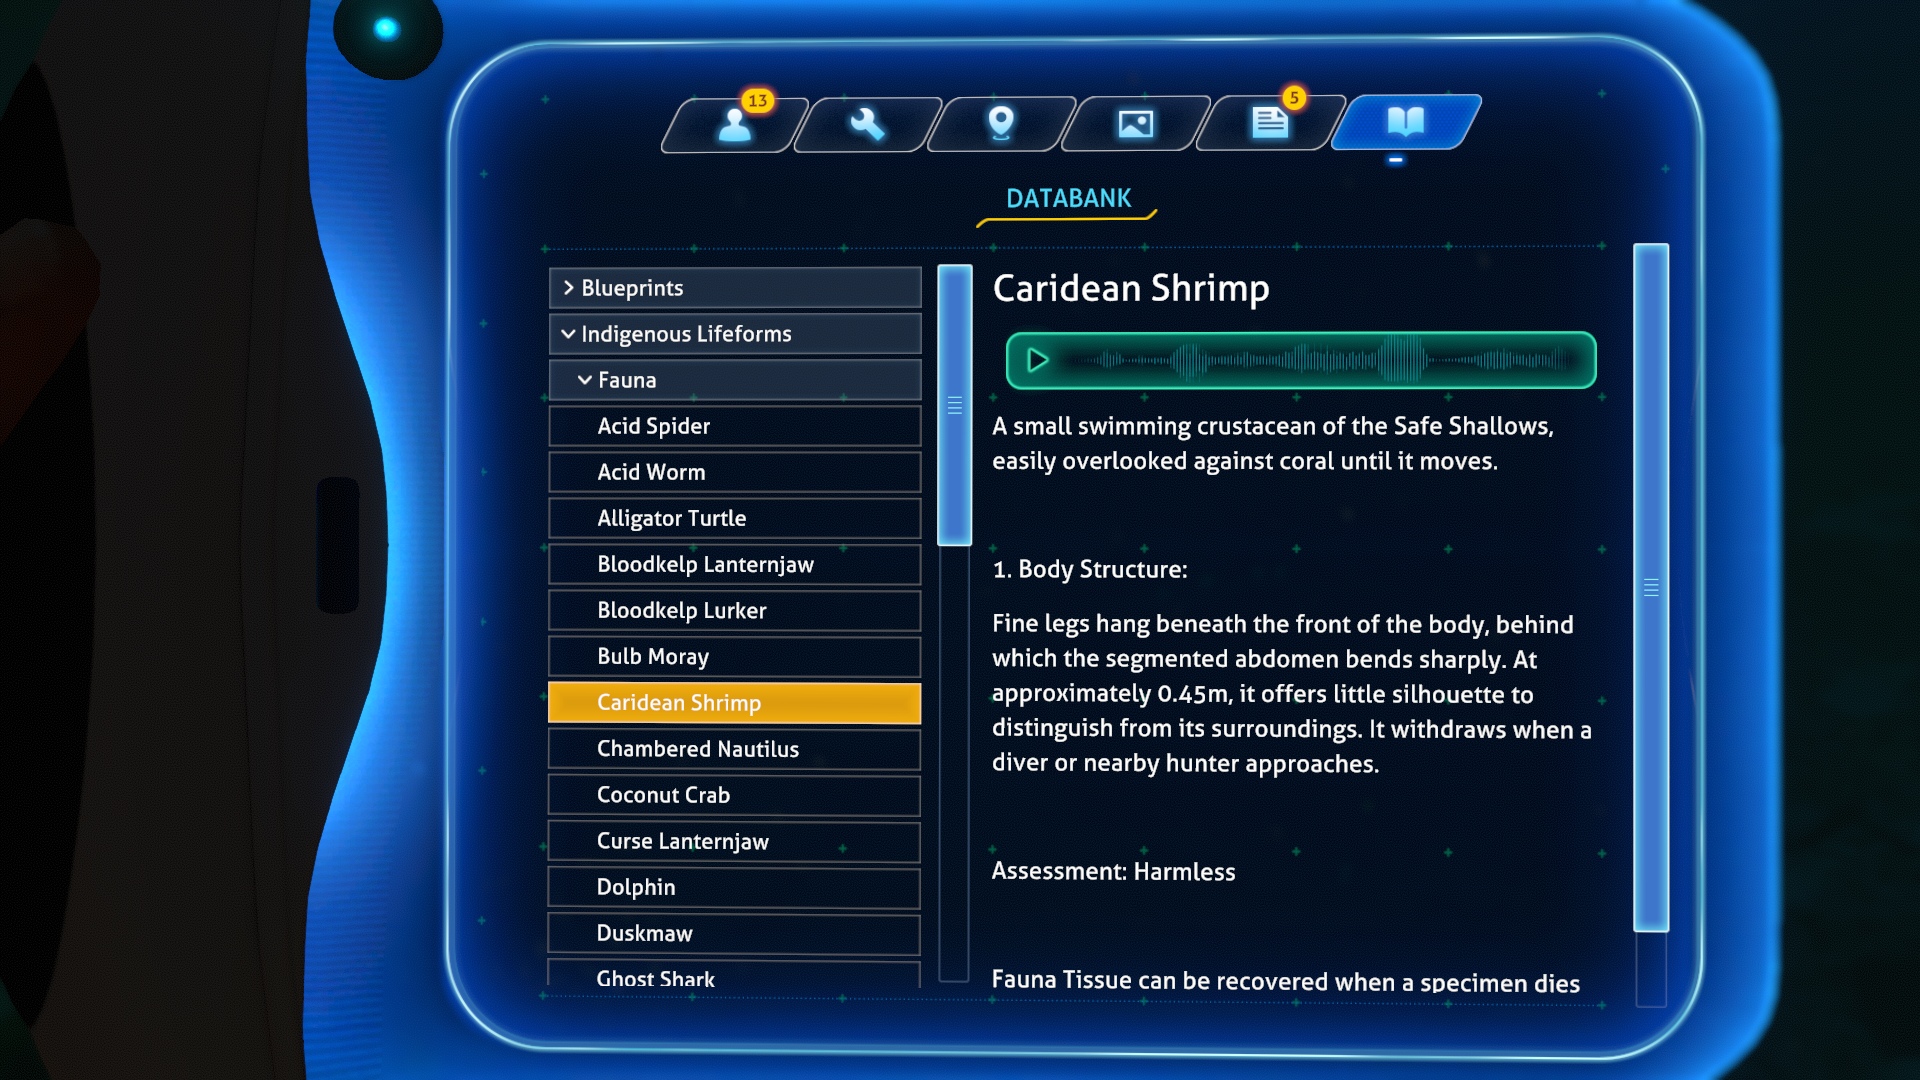 13
5
DATABANK
Blueprints
Indigenous Lifeforms
Fauna
Acid Spider
Acid Worm
Alligator Turtle
Bloodkelp Lanternjaw
Bloodkelp Lurker
Bulb Moray
Caridean Shrimp
Chambered Nautilus
Coconut Crab
Curse Lanternjaw
Dolphin
Duskmaw
Ghost Shark
Caridean Shrimp
A small swimming crustacean of the Safe Shallows,
easily overlooked against coral until it moves.
1. Body Structure:
Fine legs hang beneath the front of the body, behind
which the segmented abdomen bends sharply. At
approximately 0.45m, it offers little silhouette to
distinguish from its surroundings. It withdraws when a
diver or nearby hunter approaches.
Assessment: Harmless
Fauna Tissue can be recovered when a specimen dies